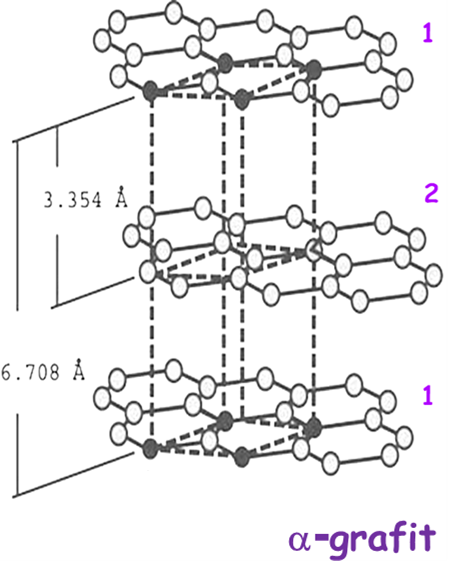 1
3.354 Å
2
6.708 Å
1
α-grafit